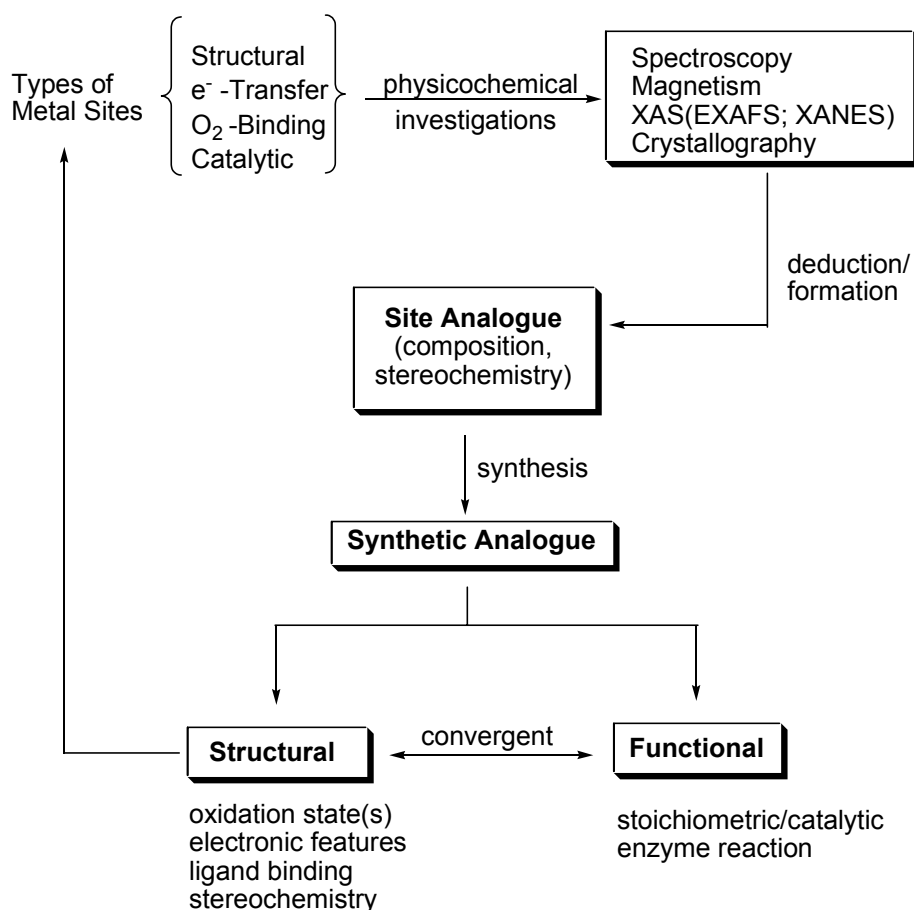 Types of
Metal Sites
Structural
e⁻ -Transfer
O₂ -Binding
Catalytic
physicochemical
investigations
Spectroscopy
Magnetism
XAS(EXAFS; XANES)
Crystallography
deduction/
formation
Site Analogue
(composition,
stereochemistry)
synthesis
Synthetic Analogue
Structural
convergent
Functional
oxidation state(s)
electronic features
ligand binding
stereochemistry
stoichiometric/catalytic
enzyme reaction